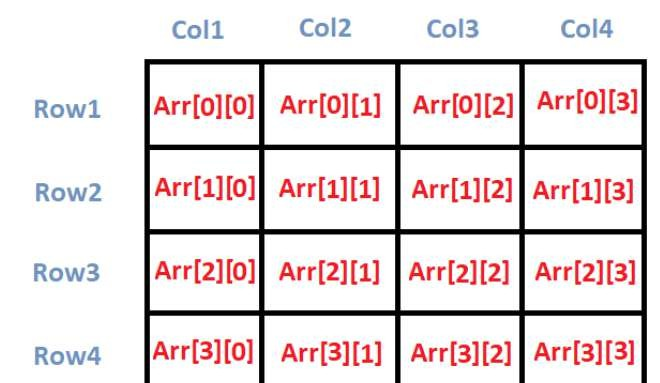 Col1 Col2 Col3 Col4
Row1 Arr[0][0] Arr[0][1] Arr[0][2] Arr[0][3]
Row2 Arr[1][0] Arr[1][1] Arr[1][2] Arr[1][3]
Row3 Arr[2][0] Arr[2][1] Arr[2][2] Arr[2][3]
Row4 Arr[3][0] Arr[3][1] Arr[3][2] Arr[3][3]